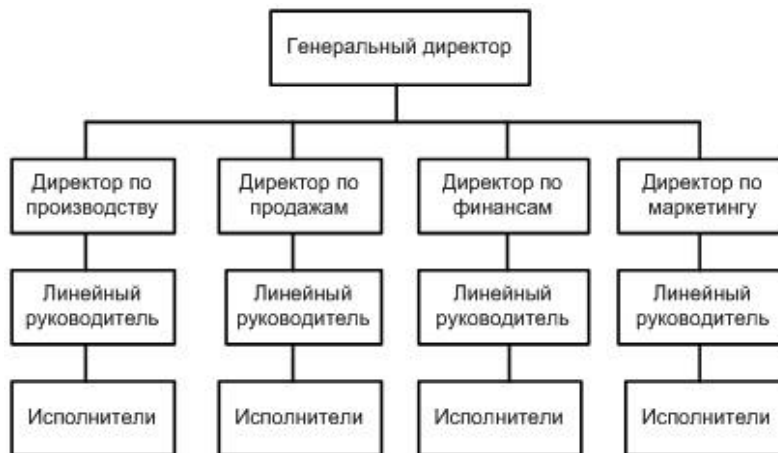 Генеральный директор
Директор по
производству
Директор по
продажам
Директор по
финансам
Директор по
маркетингу
Линейный
руководитель
Линейный
руководитель
Линейный
руководитель
Линейный
руководитель
Исполнители
Исполнители
Исполнители
Исполнители